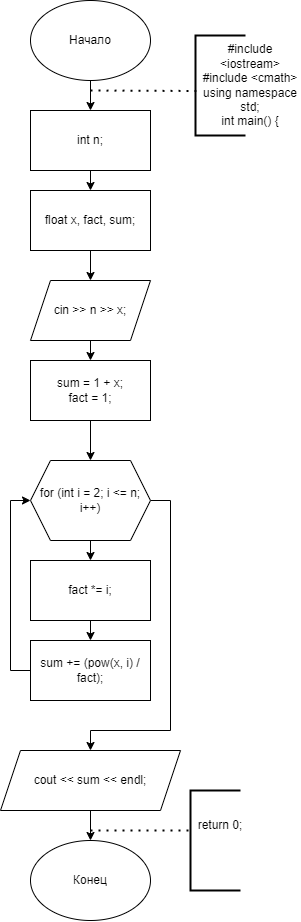 Начало
#include
<iostream>
#include <cmath>
using namespace
std;
int main() {
int n;
float x, fact, sum;
cin >> n >> x;
sum = 1 + x;
fact = 1;
for (int i = 2; i <= n;
i++)
fact *= i;
sum += (pow(x, i) /
fact);
cout << sum << endl;
return 0;
Конец